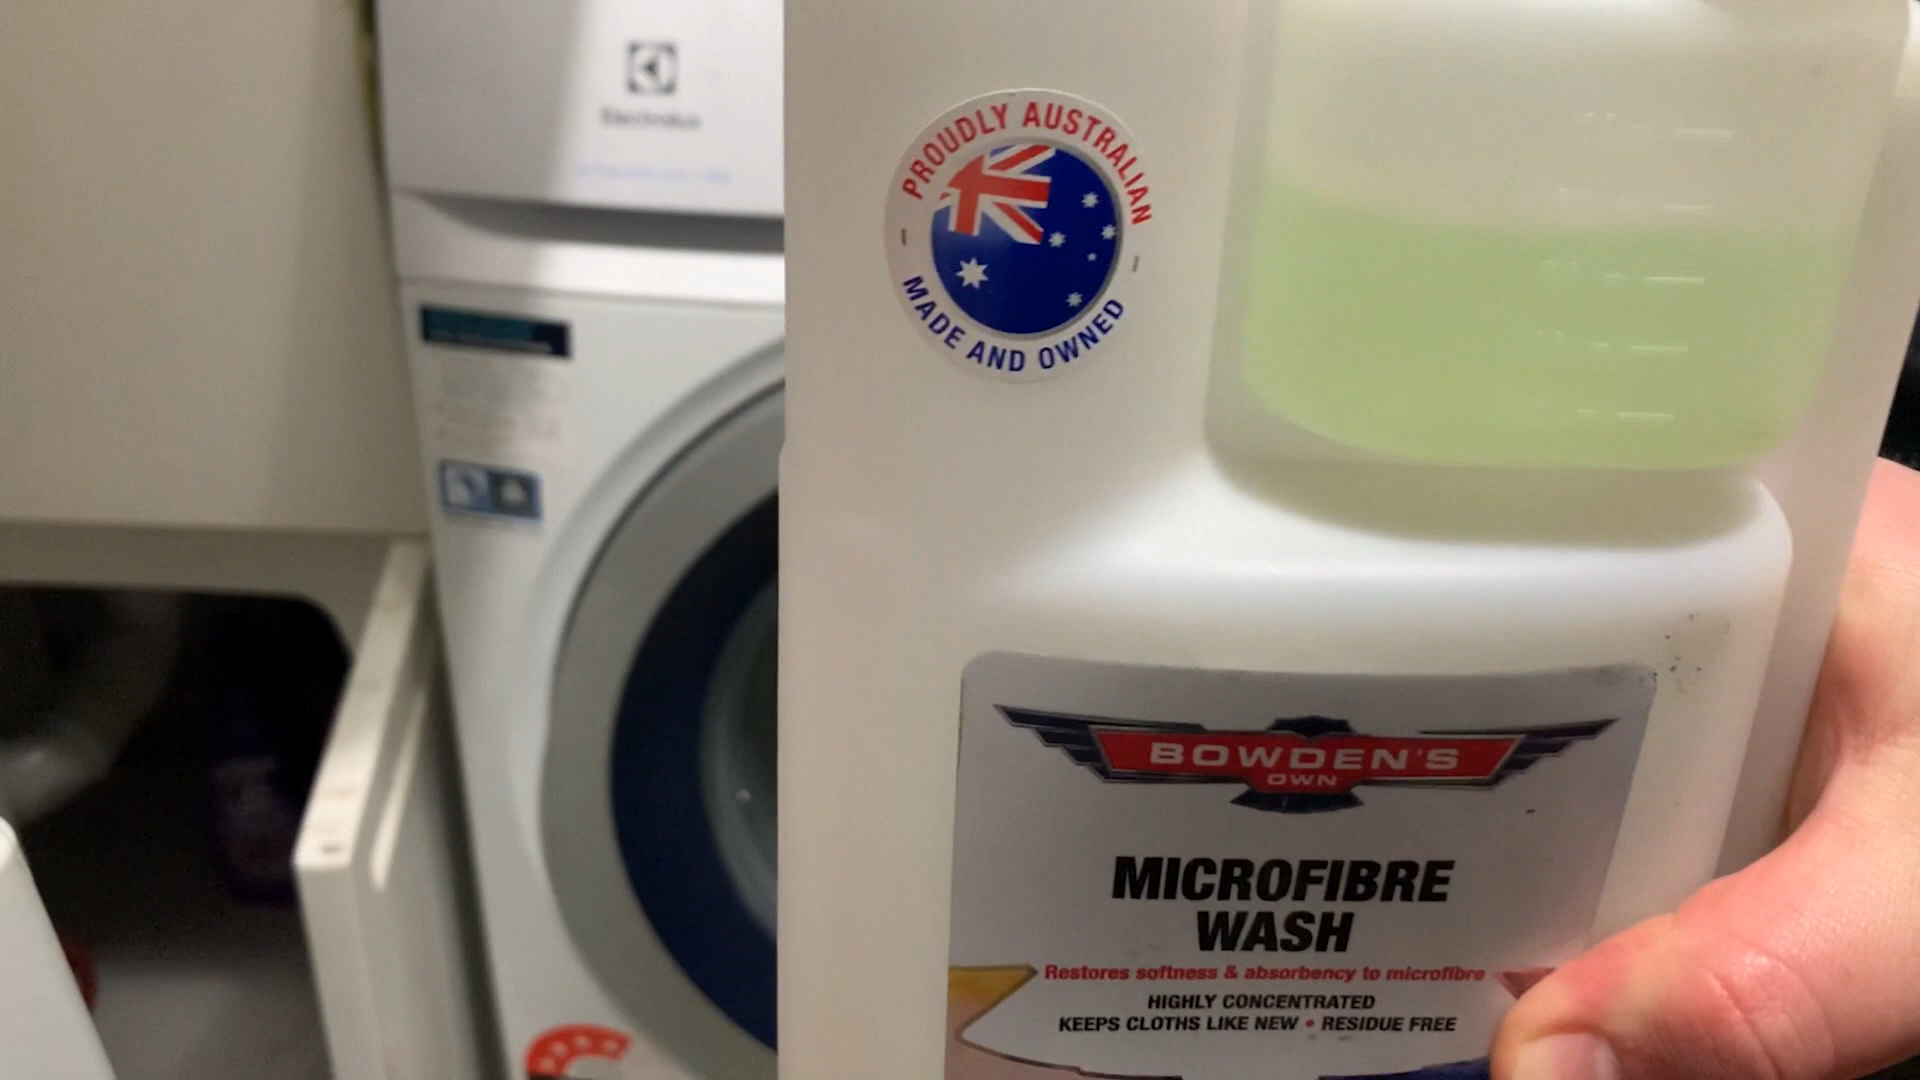 Electrolux
PROUDLY AUSTRALIAN
MADE AND OWNED
BOWDEN'S
OWN
MICROFIBRE
WASH
Restores softness & absorbency to microfibre
HIGHLY CONCENTRATED
KEEPS CLOTHS LIKE NEW • RESIDUE FREE